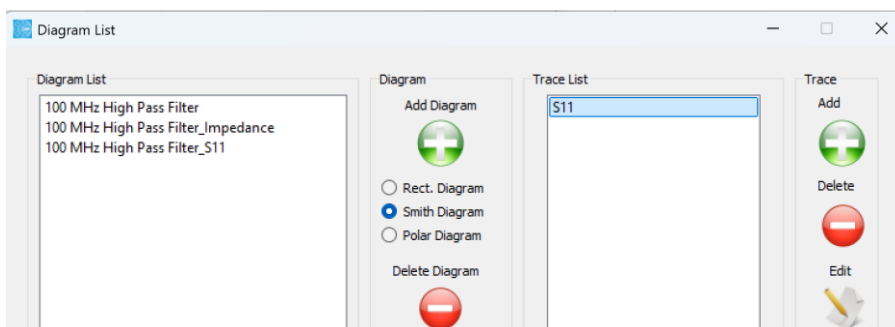 Diagram List
Diagram List
100 MHz High Pass Filter
100 MHz High Pass Filter_Impedance
100 MHz High Pass Filter_S11
Diagram
Add Diagram
Rect. Diagram
Smith Diagram
Polar Diagram
Delete Diagram
Trace List
S11
Trace
Add
Delete
Edit